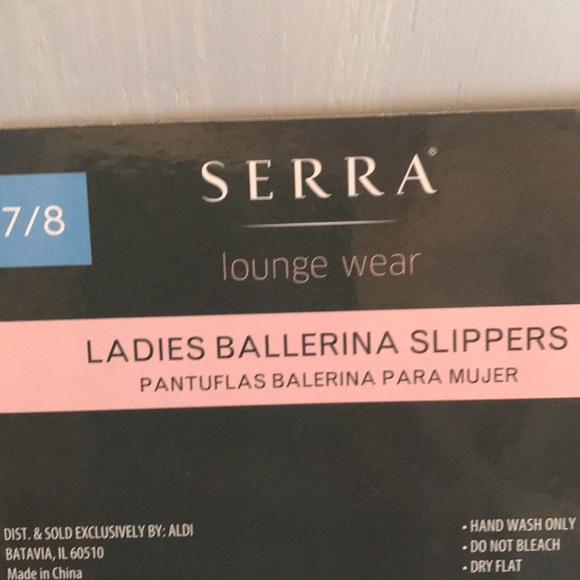 SERRA®
7/8
lounge wear
LADIES BALLERINA SLIPPERS
PANTUFLAS BALERINA PARA MUJER
DIST. & SOLD EXCLUSIVELY BY: ALDI
BATAVIA, IL 60510
Made in China
• HAND WASH ONLY
• DO NOT BLEACH
• DRY FLAT